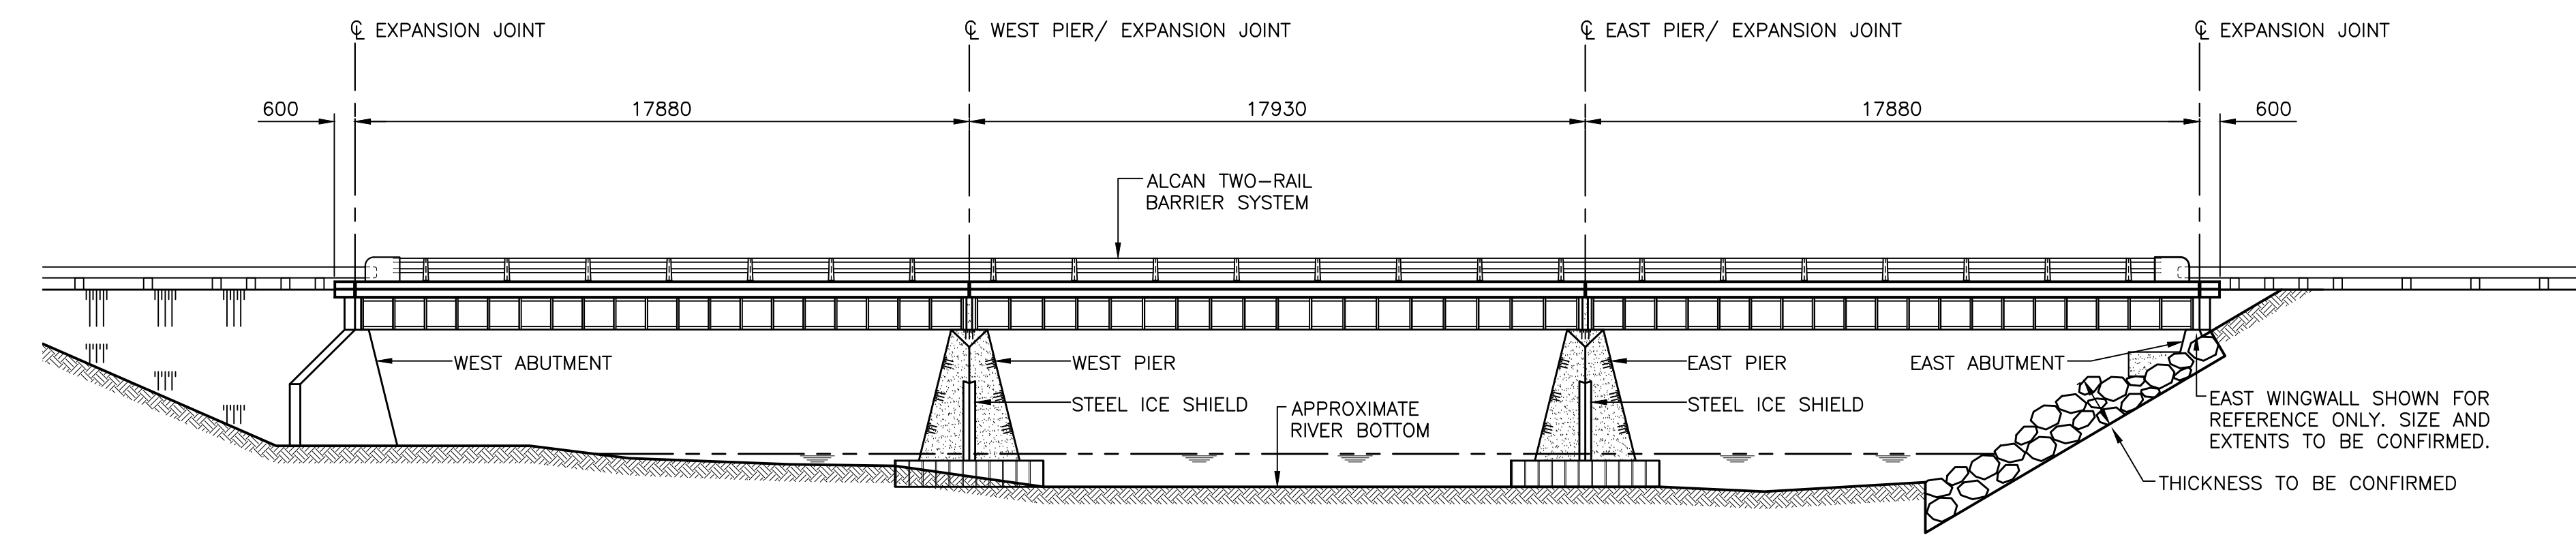 ℄ EXPANSION JOINT
℄ WEST PIER/ EXPANSION JOINT
℄ EAST PIER/ EXPANSION JOINT
℄ EXPANSION JOINT
600
17880
17930
17880
600
ALCAN TWO-RAIL
BARRIER SYSTEM
WEST ABUTMENT
WEST PIER
EAST PIER
EAST ABUTMENT
STEEL ICE SHIELD
APPROXIMATE
RIVER BOTTOM
STEEL ICE SHIELD
EAST WINGWALL SHOWN FOR
REFERENCE ONLY. SIZE AND
EXTENTS TO BE CONFIRMED.
THICKNESS TO BE CONFIRMED